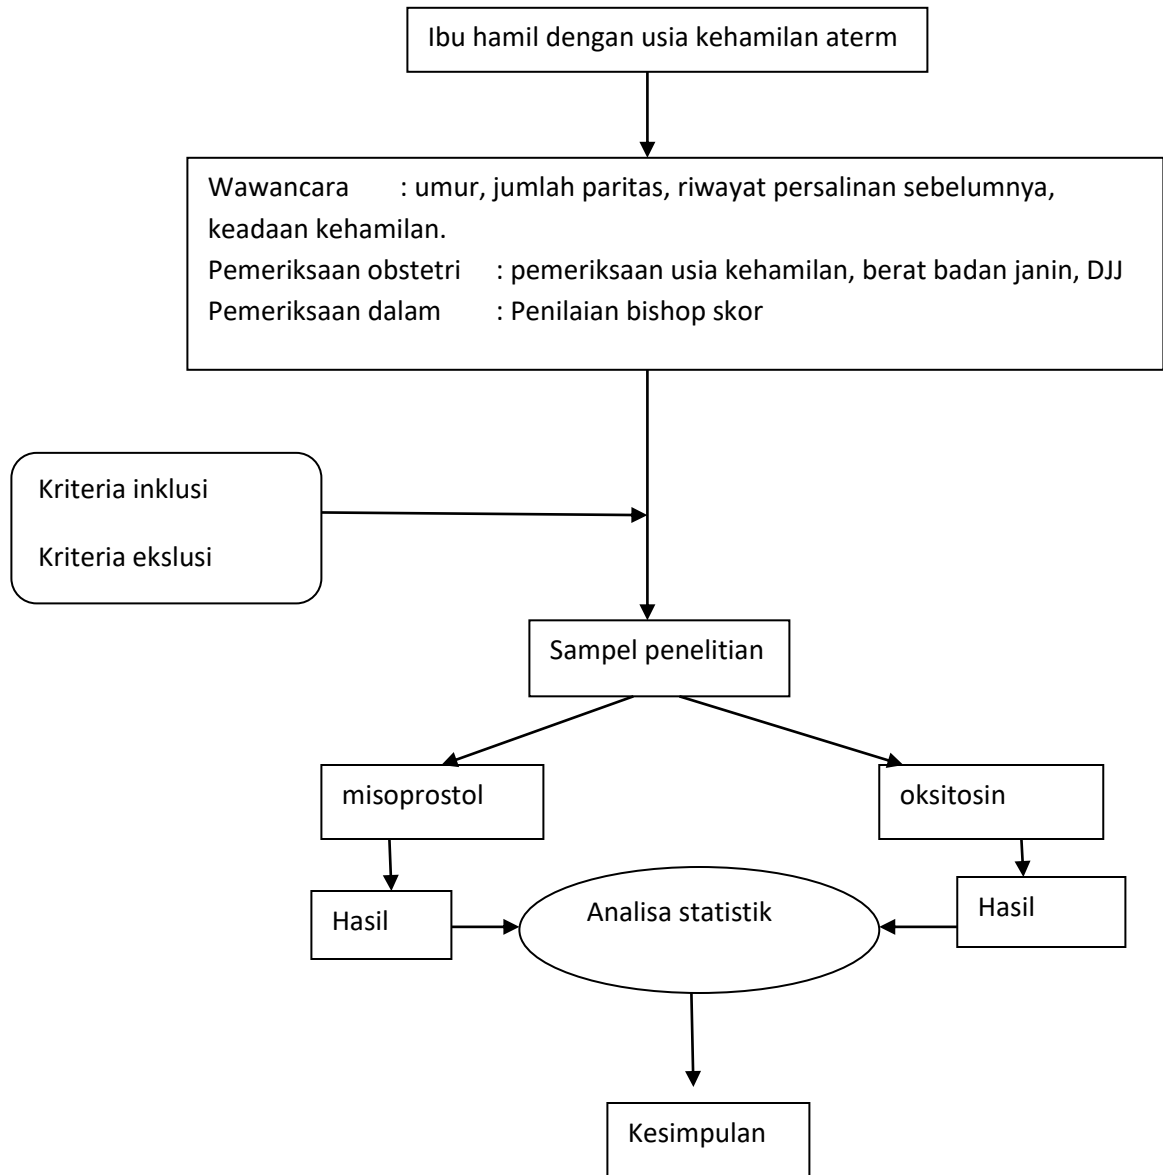 Ibu hamil dengan usia kehamilan aterm
Wawancara : umur, jumlah paritas, riwayat persalinan sebelumnya,
keadaan kehamilan.
Pemeriksaan obstetri : pemeriksaan usia kehamilan, berat badan janin, DJJ
Pemeriksaan dalam : Penilaian bishop skor
Kriteria inklusi
Kriteria ekslusi
Sampel penelitian
misoprostol
oksitosin
Hasil
Analisa statistik
Hasil
Kesimpulan